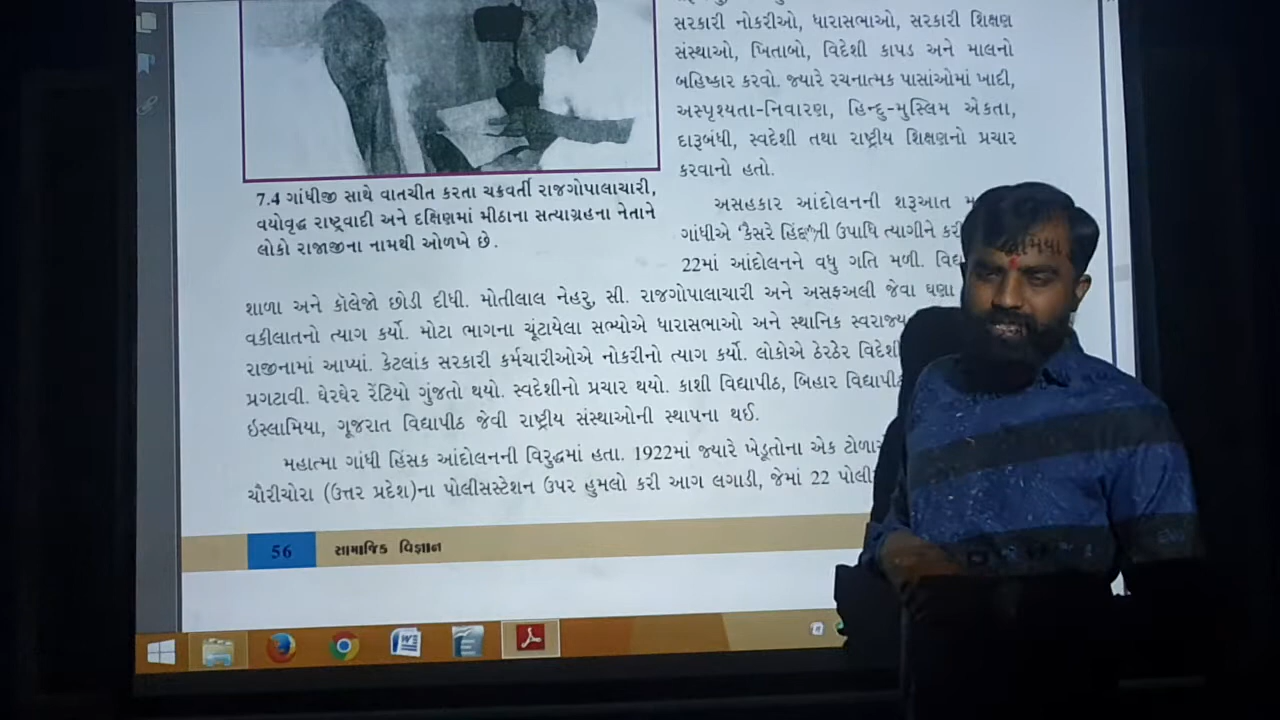 સરકારી નોકરીઓ, ધારાસભાઓ, સરકારી શિક્ષણ
સંસ્થાઓ, ખિતાબો, વિદેશી કાપડ અને માલનો
બહિષ્કાર કરવો. જ્યારે રચનાત્મક પાસાંઓમાં ખાદી,
અસ્પૃશ્યતા-નિવારણ, હિન્દુ-મુસ્લિમ એકતા,
દારૂબંધી, સ્વદેશી તથા રાષ્ટ્રીય શિક્ષણનો પ્રચાર
કરવાનો હતો.
7.4 ગાંધીજી સાથે વાતચીત કરતા ચક્રવર્તી રાજગોપાલાચારી,
વયોવૃદ્ધ રાષ્ટ્રવાદી અને દક્ષિણમાં મીઠાના સત્યાગ્રહના નેતાને
લોકો રાજાજીના નામથી ઓળખે છે.
અસહકાર આંદોલનની શરૂઆત
ગાંધીએ 'કૈસરે હિંદ'ની ઉપાધિ ત્યાગીને કરી
22માં આંદોલનને વધુ ગતિ મળી.
શાળા અને કૉલેજો છોડી દીધી. મોતીલાલ નેહરુ, સી. રાજગોપાલાચારી અને અસફઅલી જેવા ઘણા
વકીલાતનો ત્યાગ કર્યો. મોટા ભાગના ચૂંટાયેલા સભ્યોએ ધારાસભાઓ અને સ્થાનિક સ્વરાજ્ય
રાજીનામાં આપ્યાં. કેટલાંક સરકારી કર્મચારીઓએ નોકરીનો ત્યાગ કર્યો. લોકોએ ઠેરઠેર વિદેશી
પ્રગટાવી. ઘેરઘેર રેંટિયો ગુંજતો થયો. સ્વદેશીનો પ્રચાર થયો. કાશી વિદ્યાપીઠ, બિહાર
ઇસ્લામિયા, ગૂજરાત વિદ્યાપીઠ જેવી રાષ્ટ્રીય સંસ્થાઓની સ્થાપના થઈ.
મહાત્મા ગાંધી હિંસક આંદોલનની વિરુદ્ધમાં હતા. 1922માં જ્યારે ખેડૂતોના એક
ચૌરીચોરા (ઉત્તર પ્રદેશ)ના પોલીસસ્ટેશન ઉપર હુમલો કરી આગ લગાડી, જેમાં 22
56 સામાજિક વિજ્ઞાન